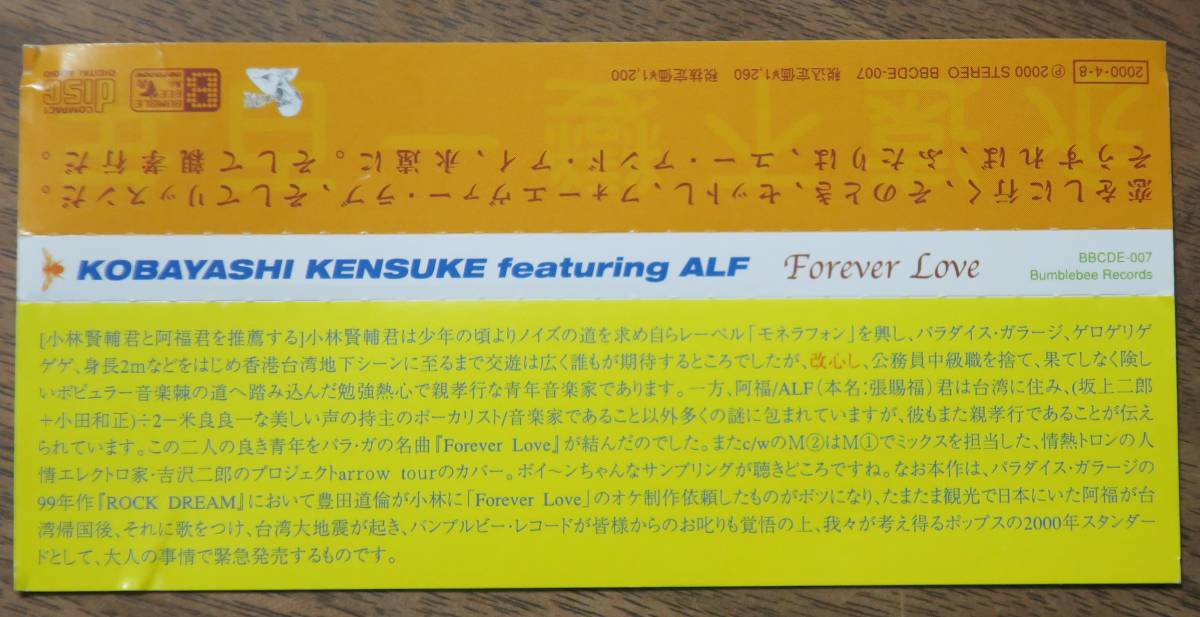 2000・4・8 Ⓟ 2000 STEREO BBCDE-007 税込定価¥1,260 税抜定価¥1,200
BUMBLE BEE RECORDS
COMPACT disc DIGITAL AUDIO
恋をしに行く、そのとき、セットし、フォーエヴァー・ラブ、そしてリッスンだ。
そうすれば、ふたりは、ユー・アンド・アイ、永遠に。そして親孝行だ。
KOBAYASHI KENSUKE featuring ALF Forever Love
BBCDE-007
Bumblebee Records
[小林賢輔君と阿福君を推薦する]小林賢輔君は少年の頃よりノイズの道を求め自らレーベル「モネラフォン」を興し、パラダイス・ガラージ、ゲロゲリゲ
ゲゲ、身長2mなどをはじめ香港台湾地下シーンに至るまで交遊は広く誰もが期待するところでしたが、改心し、公務員中級職を捨て、果てしなく険し
いポピュラー音楽棘の道へ踏み込んだ勉強熱心で親孝行な青年音楽家であります。一方、阿福/ALF（本名:張賜福）君は台湾に住み、(坂上二郎
＋小田和正)÷2−米良良一な美しい声の持主のボーカリスト/音楽家であること以外多くの謎に包まれていますが、彼もまた親孝行であることが伝え
られています。この二人の良き青年をパラ・ガの名曲『Forever Love』が結んだのでした。またc/wのM②はM①でミックスを担当した、情熱トロンの人
情エレクトロ家・吉沢二郎のプロジェクトarrow tourのカバー。ボイ〜ンちゃんなサンプリングが聴きどころですね。なお本作は、パラダイス・ガラージの
99年作『ROCK DREAM』において豊田道倫が小林に「Forever Love」のオケ制作依頼したものがボツになり、たまたま観光で日本にいた阿福が台
湾帰国後、それに歌をつけ、台湾大地震が起き、バンブルビー・レコードが皆様からのお叱りも覚悟の上、我々が考え得るポップスの2000年スタンダー
ドとして、大人の事情で緊急発売するものです。